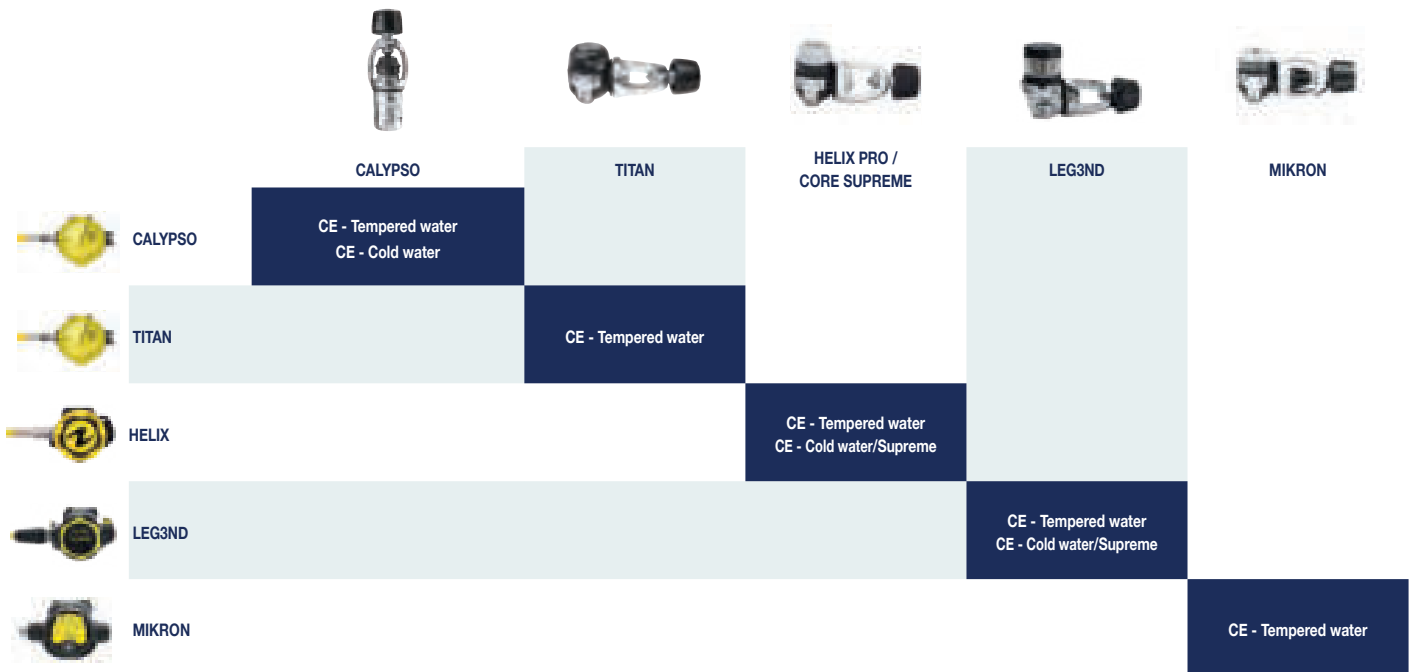 CALYPSO
TITAN
HELIX PRO /
CORE SUPREME
LEG3ND
MIKRON
CALYPSO
CE - Tempered water
CE - Cold water
TITAN
CE - Tempered water
HELIX
CE - Tempered water
CE - Cold water/Supreme
LEG3ND
CE - Tempered water
CE - Cold water/Supreme
MIKRON
CE - Tempered water